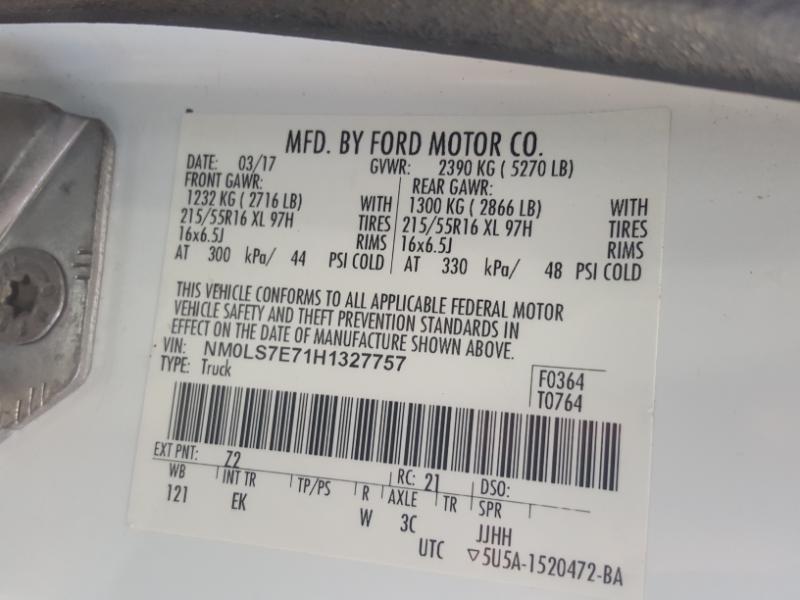 MFD. BY FORD MOTOR CO.
DATE: 03/17 GVWR: 2390 KG ( 5270 LB)
FRONT GAWR: REAR GAWR:
1232 KG ( 2716 LB) WITH 1300 KG ( 2866 LB) WITH
215/55R16 XL 97H TIRES 215/55R16 XL 97H TIRES
16x6.5J RIMS 16x6.5J RIMS
AT 300 kPa/ 44 PSI COLD AT 330 kPa/ 48 PSI COLD
THIS VEHICLE CONFORMS TO ALL APPLICABLE FEDERAL MOTOR
VEHICLE SAFETY AND THEFT PREVENTION STANDARDS IN
EFFECT ON THE DATE OF MANUFACTURE SHOWN ABOVE.
VIN: NM0LS7E71H1327757
TYPE: Truck
F0364
T0764
EXT PNT: Z2 RC: 21 DSO:
WB INT TR TP/PS R AXLE TR SPR
121 EK W 3C JJHH
UTC ▽5U5A-1520472-BA